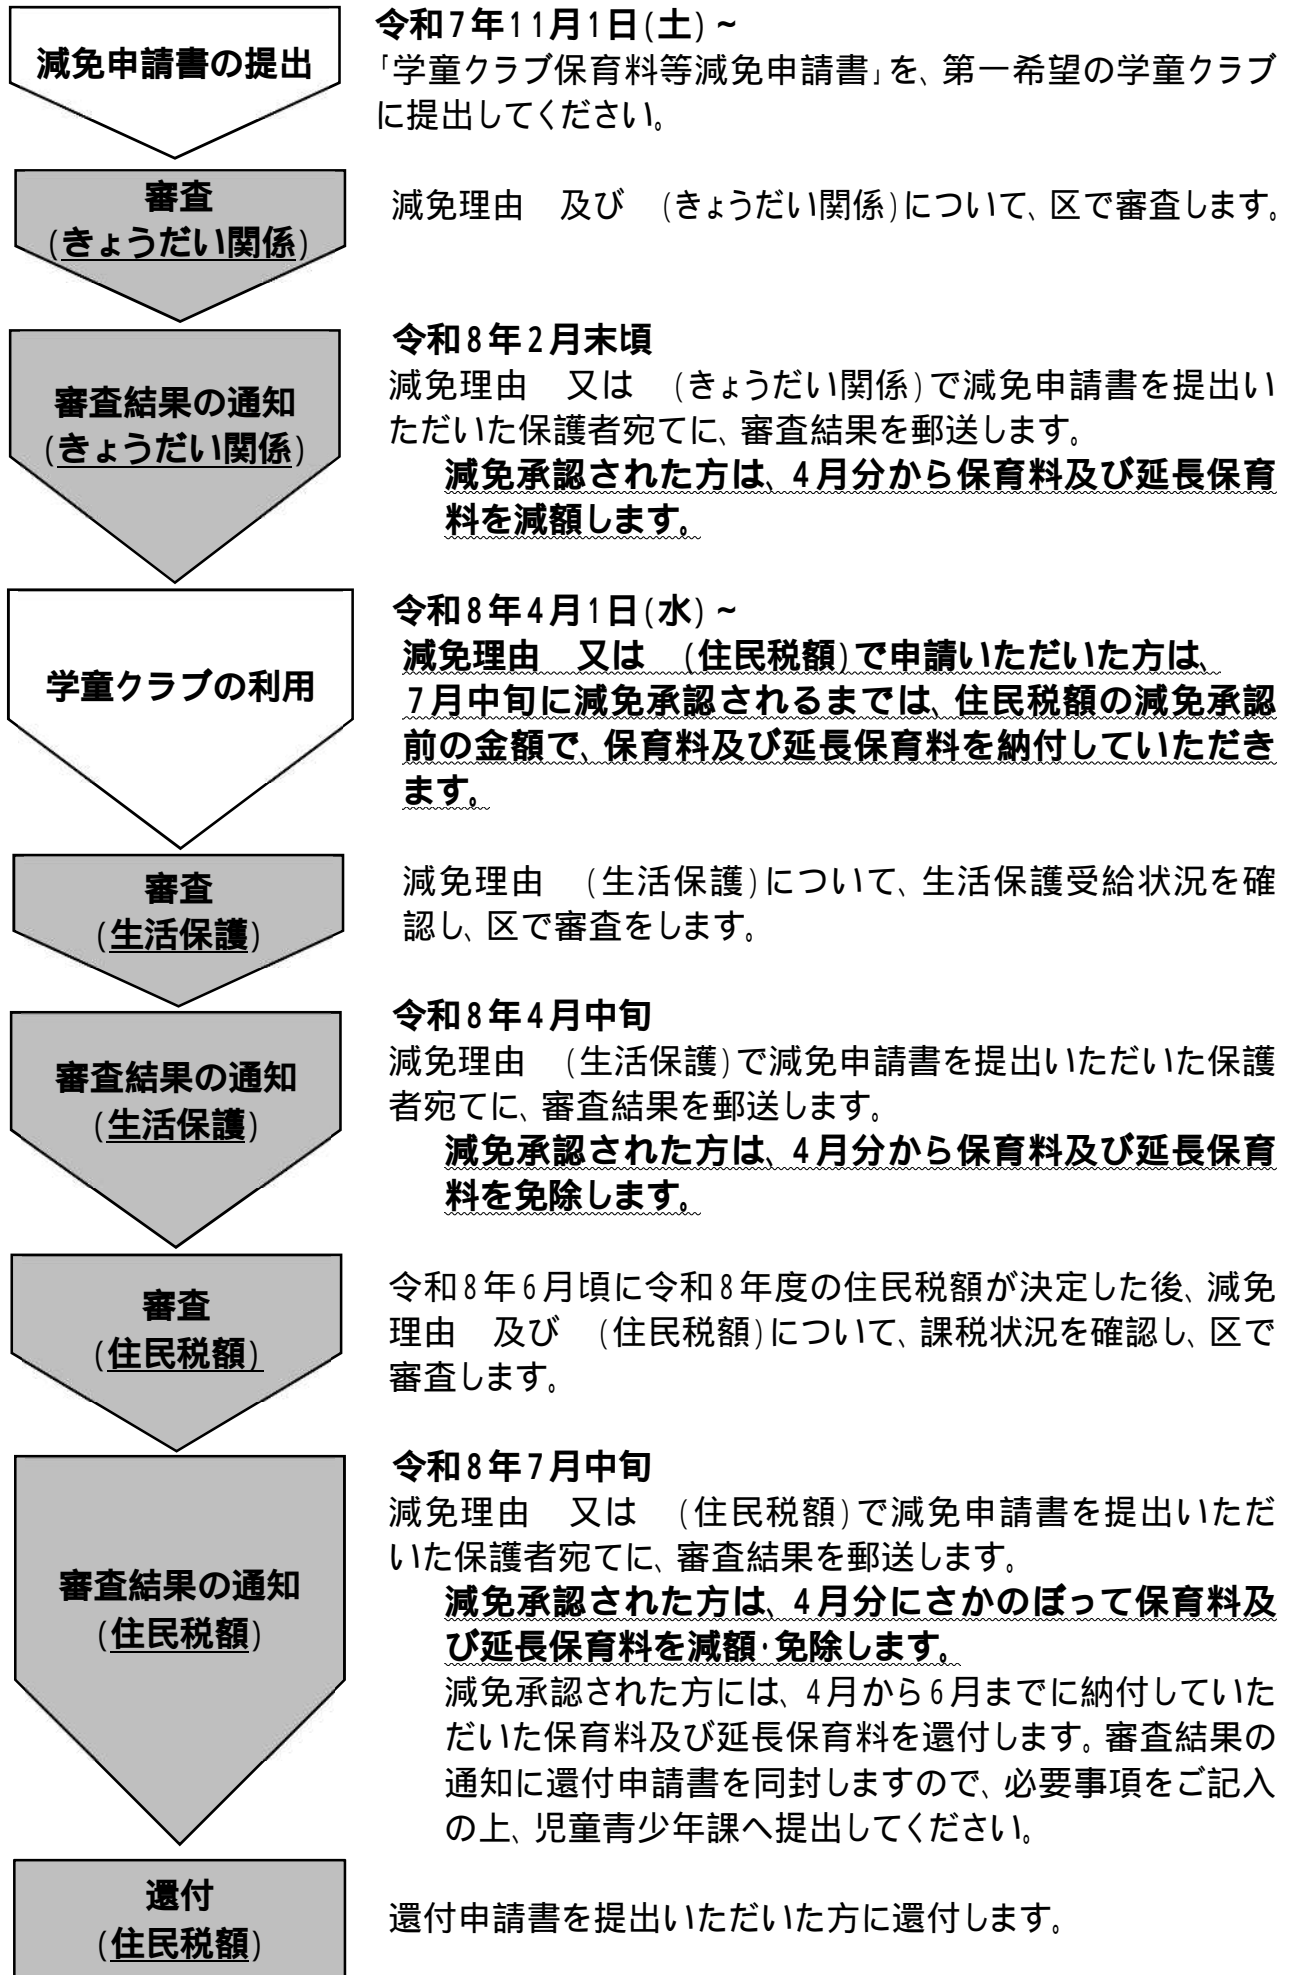 減免申請書の提出
令和7年11月1日(土)~
「学童クラブ保育料等減免申請書」を、第一希望の学童クラブ
に提出してください。
審査
(きょうだい関係)
減免理由　及び　(きょうだい関係)について、区で審査します。
審査結果の通知
(きょうだい関係)
令和8年2月末頃
減免理由　又は　(きょうだい関係)で減免申請書を提出い
ただいた保護者宛てに、審査結果を郵送します。
減免承認された方は、4月分から保育料及び延長保育
料を減額します。
学童クラブの利用
令和8年4月1日(水)~
減免理由　又は　(住民税額)で申請いただいた方は、
7月中旬に減免承認されるまでは、住民税額の減免承認
前の金額で、保育料及び延長保育料を納付していただき
ます。
審査
(生活保護)
減免理由　(生活保護)について、生活保護受給状況を確
認し、区で審査をします。
審査結果の通知
(生活保護)
令和8年4月中旬
減免理由　(生活保護)で減免申請書を提出いただいた保護
者宛てに、審査結果を郵送します。
減免承認された方は、4月分から保育料及び延長保育
料を免除します。
審査
(住民税額)
令和8年6月頃に令和8年度の住民税額が決定した後、減免
理由　及び　(住民税額)について、課税状況を確認し、区で
審査します。
審査結果の通知
(住民税額)
令和8年7月中旬
減免理由　又は　(住民税額)で減免申請書を提出いただ
いた保護者宛てに、審査結果を郵送します。
減免承認された方は、4月分にさかのぼって保育料及
び延長保育料を減額・免除します。
減免承認された方には、4月から6月までに納付していた
だいた保育料及び延長保育料を還付します。審査結果の
通知に還付申請書を同封しますので、必要事項をご記入
の上、児童青少年課へ提出してください。
還付
(住民税額)
還付申請書を提出いただいた方に還付します。